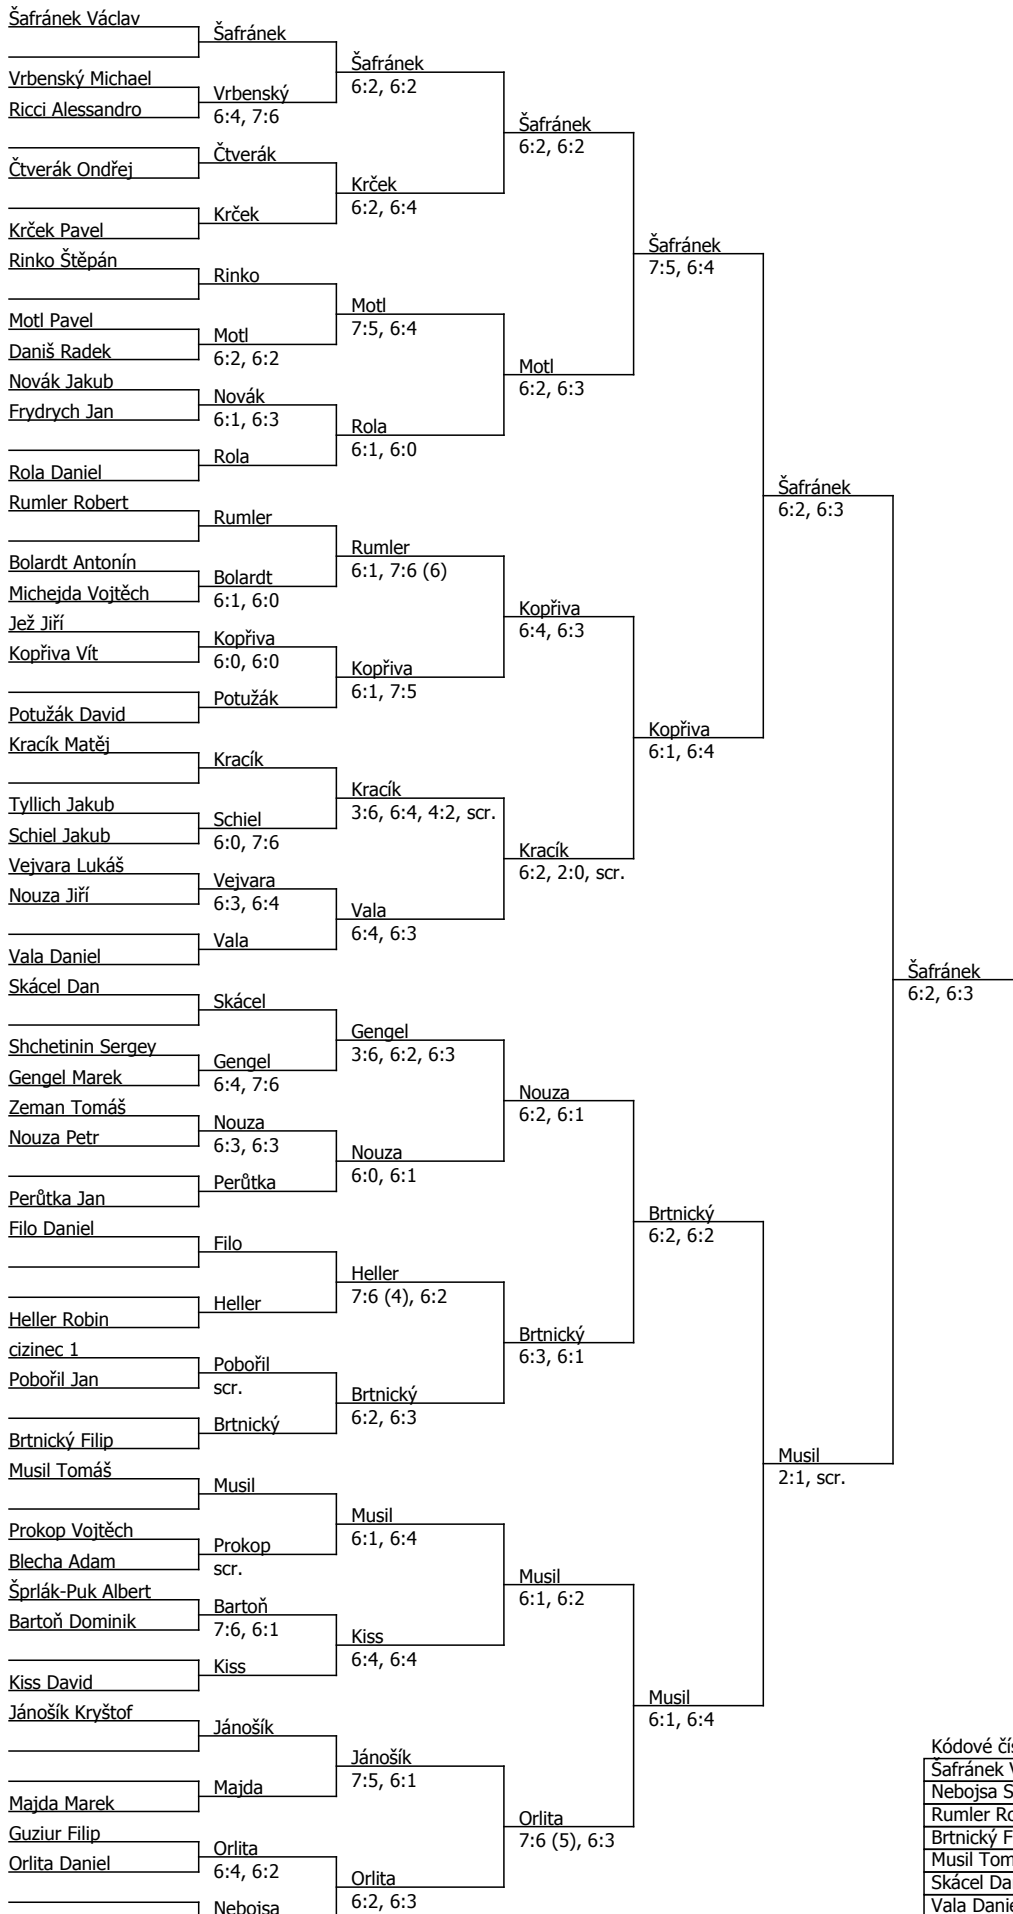 Šafránek Václav
Vrbenský Michael
Ricci Alessandro
Čtverák Ondřej
Krček Pavel
Rinko Štěpán
Motl Pavel
Daniš Radek
Novák Jakub
Frydrych Jan
Rola Daniel
Rumler Robert
Bolardt Antonín
Michejda Vojtěch
Jež Jiří
Kopřiva Vít
Potužák David
Kracík Matěj
Tyllich Jakub
Schiel Jakub
Vejvara Lukáš
Nouza Jiří
Vala Daniel
Skácel Dan
Shchetinin Sergey
Gengel Marek
Zeman Tomáš
Nouza Petr
Perůtka Jan
Filo Daniel
Heller Robin
cizinec 1
Pobořil Jan
Brtnický Filip
Musil Tomáš
Prokop Vojtěch
Blecha Adam
Šprlák-Puk Albert
Bartoň Dominik
Kiss David
Jánošík Kryštof
Majda Marek
Guziur Filip
Orlita Daniel
Šafránek
Vrbenský
6:4, 7:6
Čtverák
Krček
Rinko
Motl
6:2, 6:2
Novák
6:1, 6:3
Rola
Rumler
Bolardt
6:1, 6:0
Kopřiva
6:0, 6:0
Potužák
Kracík
Schiel
6:0, 7:6
Vejvara
6:3, 6:4
Vala
Skácel
Gengel
6:4, 7:6
Nouza
6:3, 6:3
Perůtka
Filo
Heller
Pobořil
scr.
Brtnický
Musil
Prokop
scr.
Bartoň
7:6, 6:1
Kiss
Jánošík
Majda
Orlita
6:4, 6:2
Nebojsa
Šafránek
6:2, 6:2
Krček
6:2, 6:4
Motl
7:5, 6:4
Rola
6:1, 6:0
Rumler
6:1, 7:6 (6)
Kopřiva
6:1, 7:5
Kracík
3:6, 6:4, 4:2, scr.
Vala
6:4, 6:3
Gengel
3:6, 6:2, 6:3
Nouza
6:0, 6:1
Heller
7:6 (4), 6:2
Brtnický
6:2, 6:3
Musil
6:1, 6:4
Kiss
6:4, 6:4
Jánošík
7:5, 6:1
Orlita
6:2, 6:3
Šafránek
6:2, 6:2
Motl
6:2, 6:3
Kopřiva
6:4, 6:3
Kracík
6:2, 2:0, scr.
Nouza
6:2, 6:1
Brtnický
6:3, 6:1
Musil
6:1, 6:2
Orlita
7:6 (5), 6:3
Šafránek
7:5, 6:4
Kopřiva
6:1, 6:4
Brtnický
6:2, 6:2
Musil
6:1, 6:4
Šafránek
6:2, 6:3
Musil
2:1, scr.
Šafránek
6:2, 6:3
Kódové čí
Šafránek V
Nebojsa S
Rumler Ro
Brtnický F
Musil Tom
Skácel Da
Vala Danie